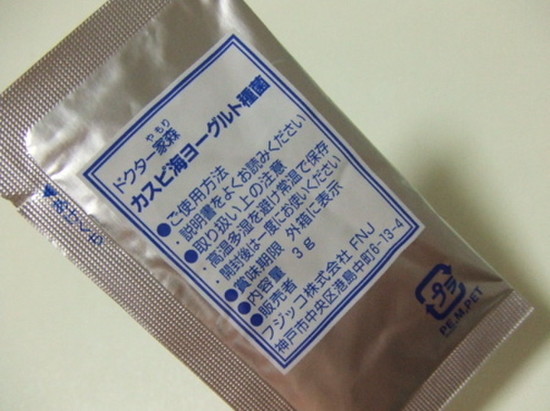 ドクター家森
やもり
カスピ海ヨーグルト種菌
●ご使用方法
・説明書をよくお読みください
●取り扱い上の注意
・高温多湿を避け常温で保存
・開封後は一度にお使いください
●賞味期限 外箱に表示
●内容量 3g
●販売者
フジッコ株式会社 FNJ
神戸市中央区港島中町6-13-4
あけくち
プラ
PE,M,PET